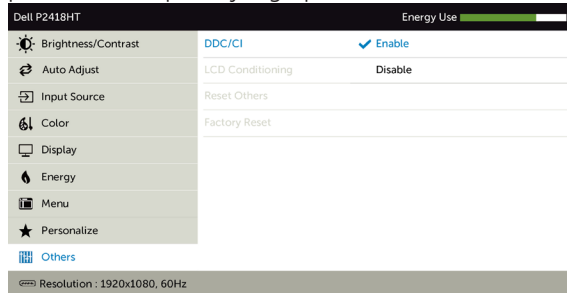 Dell P2418HT
Energy Use
Brightness/Contrast
DDC/CI
Enable
Auto Adjust
LCD Conditioning
Disable
Input Source
Reset Others
Color
Factory Reset
Display
Energy
Menu
Personalize
Others
Resolution : 1920x1080, 60Hz